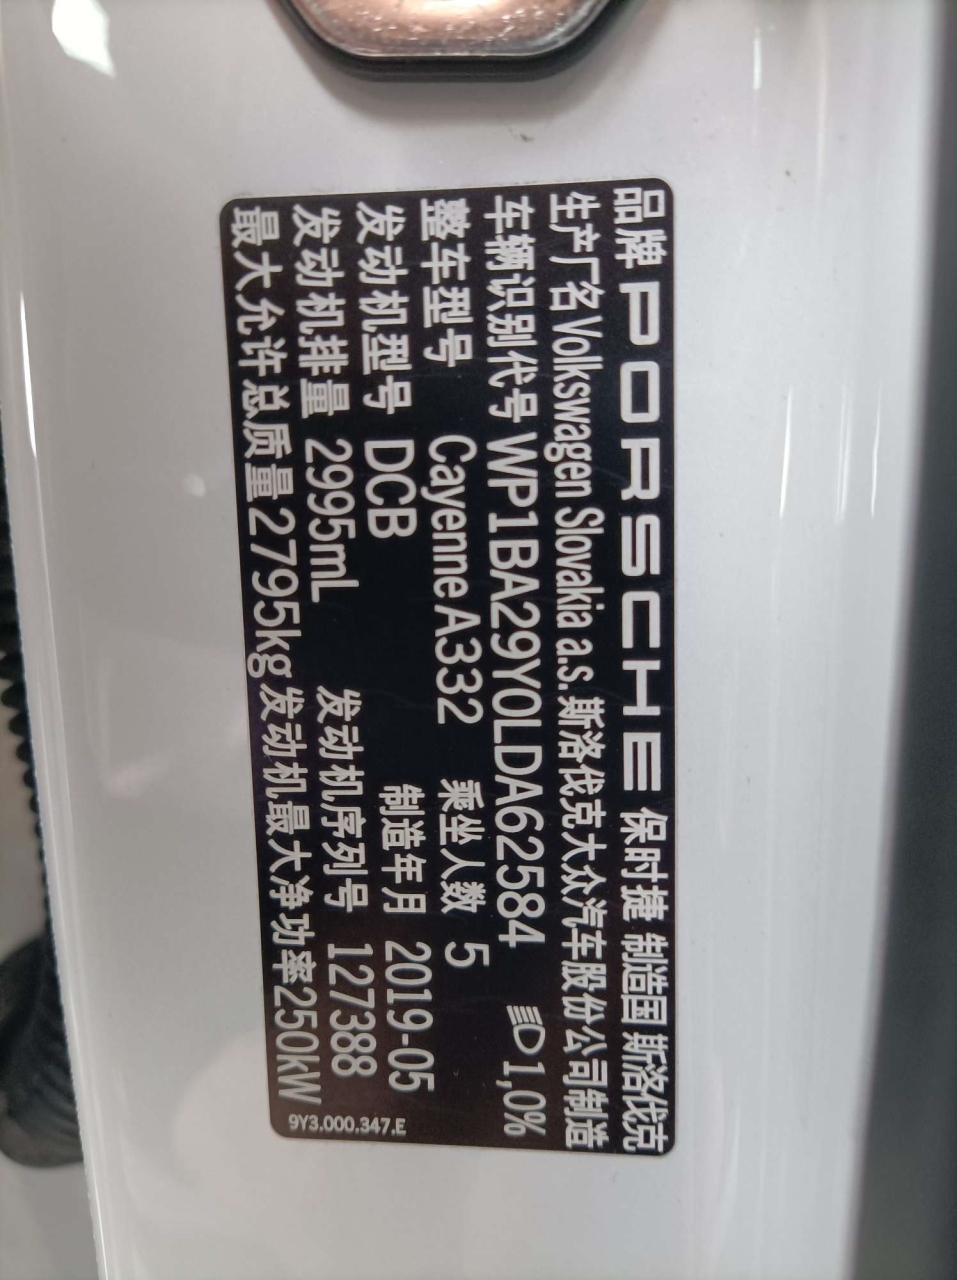 品牌 PORSCHE 保时捷 制造国 斯洛伐克
生产厂名 Volkswagen Slovakia a.s. 斯洛伐克大众汽车股份公司制造
车辆识别代号 WP1BA29Y0LDA62584 1,0%
整车型号 Cayenne A332 乘坐人数 5
发动机型号 DCB 制造年月 2019-05
发动机排量 2995mL 发动机序列号 127388
最大允许总质量 2795kg 发动机最大净功率 250kW
9Y3.000.347.E